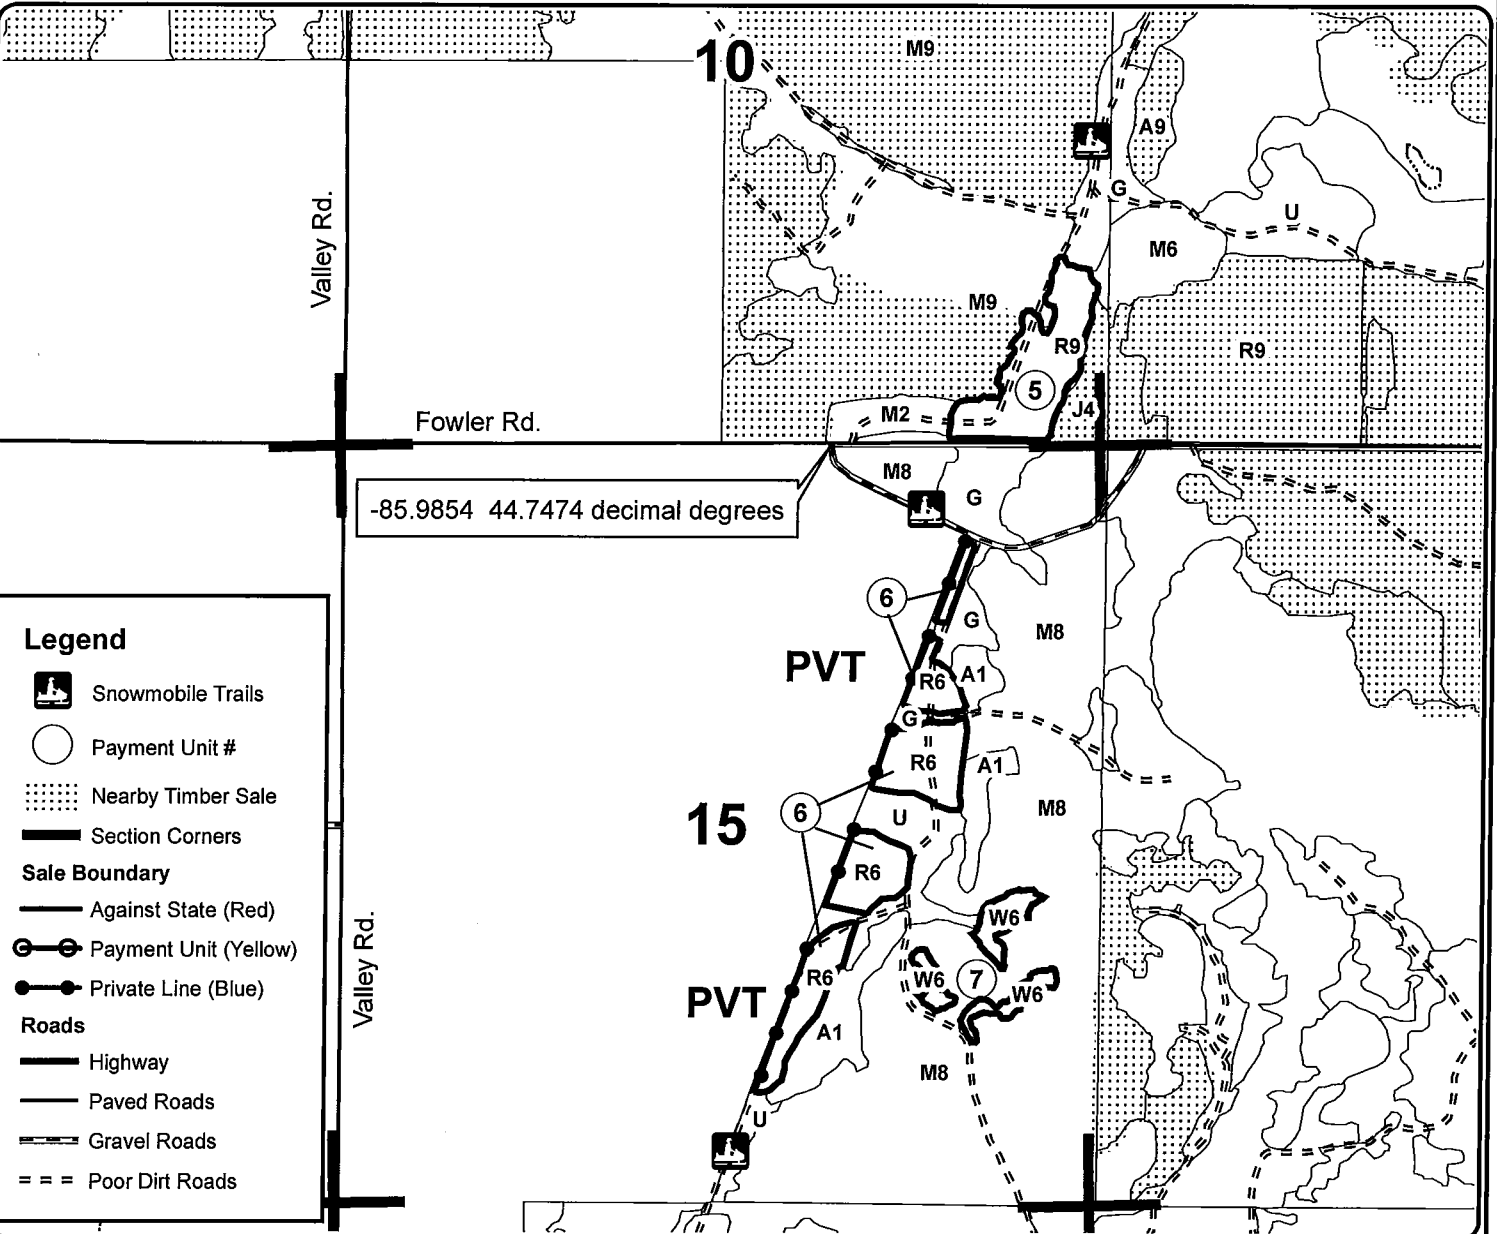 10
M9
A9
G
U
M6
Valley Rd.
M9
R9
R9
5
M2
J4
Fowler Rd.
M8
G
-85.9854 44.7474 decimal degrees
6
G
M8
PVT
R6
A1
G
R6
A1
6
15
U
M8
R6
W6
R6
W6
7
W6
PVT
A1
M8
U
Valley Rd.
Legend
Snowmobile Trails
Payment Unit #
Nearby Timber Sale
Section Corners
Sale Boundary
Against State (Red)
Payment Unit (Yellow)
Private Line (Blue)
Roads
Highway
Paved Roads
Gravel Roads
Poor Dirt Roads